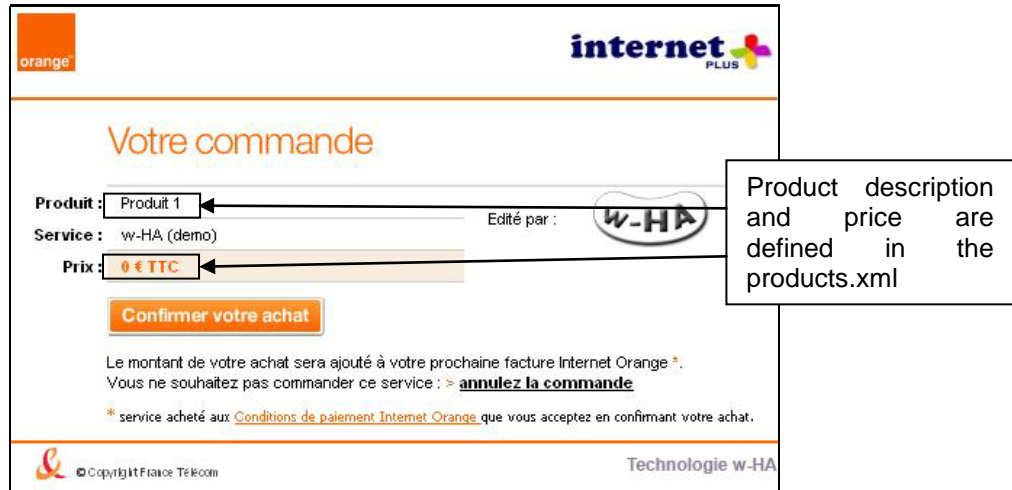 orange
internet
PLUS
Votre commande
Produit : Produit 1
Edité par : W-HA
Service : w-HA (demo)
Prix : 0 € TTC
Confirmer votre achat
Le montant de votre achat sera ajouté à votre prochaine facture Internet Orange *.
Vous ne souhaitez pas commander ce service : > annulez la commande
* service acheté aux Conditions de paiement Internet Orange que vous acceptez en confirmant votre achat.
© Copyright France Télécom
Technologie w-HA
Product description
and price are
defined in the
products.xml